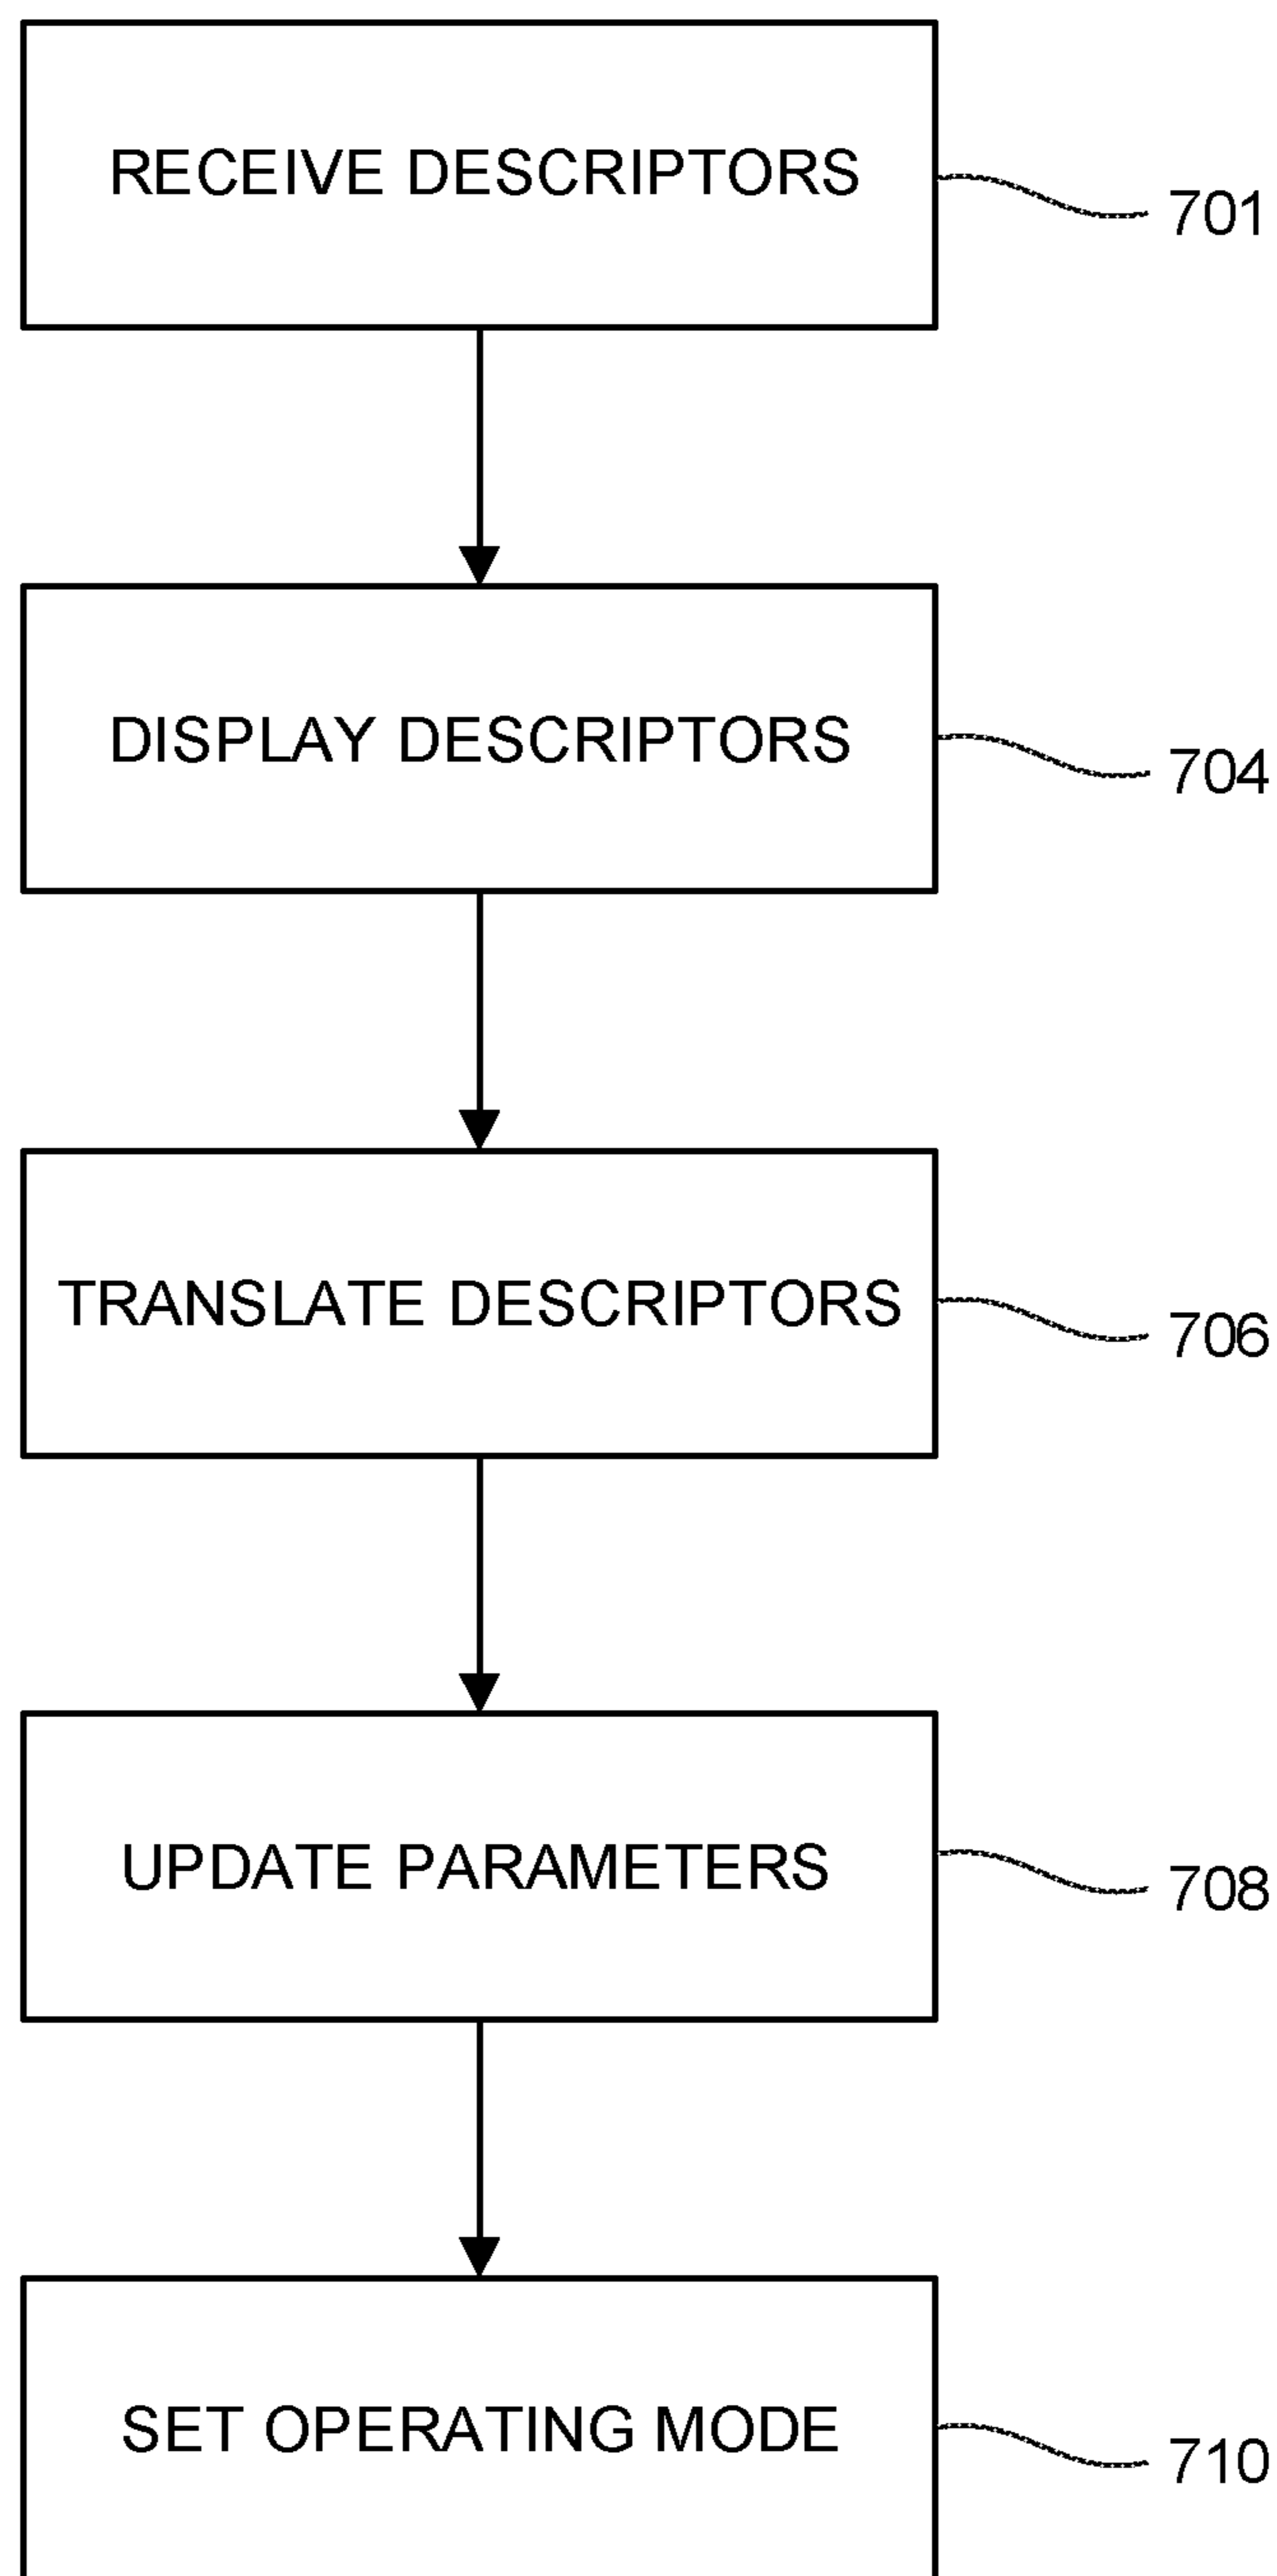 RECEIVE DESCRIPTORS
701
DISPLAY DESCRIPTORS
704
TRANSLATE DESCRIPTORS
706
UPDATE PARAMETERS
708
SET OPERATING MODE
710